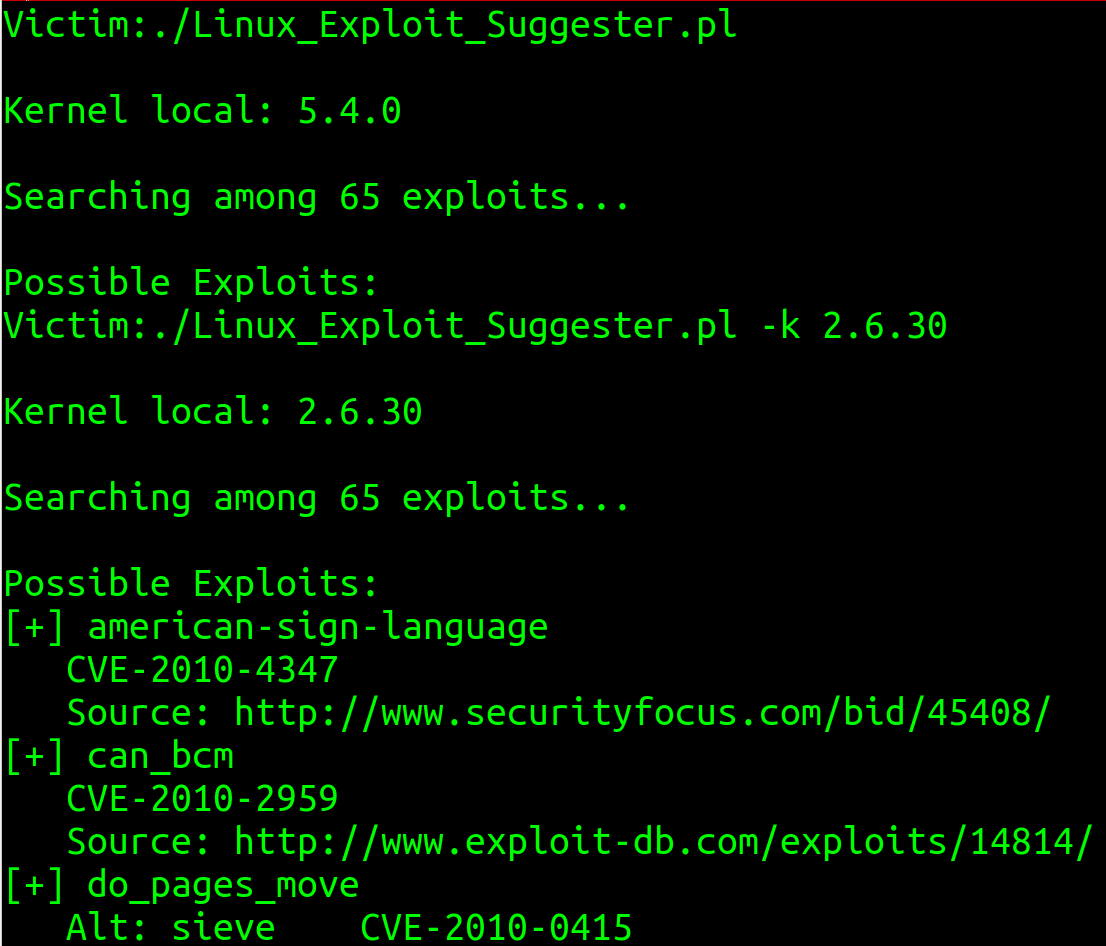 Victim:./Linux_Exploit_Suggester.pl
Kernel local: 5.4.0
Searching among 65 exploits...
Possible Exploits:
Victim:./Linux_Exploit_Suggester.pl -k 2.6.30
Kernel local: 2.6.30
Searching among 65 exploits...
Possible Exploits:
[+] american-sign-language
CVE-2010-4347
Source: http://www.securityfocus.com/bid/45408/
[+] can_bcm
CVE-2010-2959
Source: http://www.exploit-db.com/exploits/14814/
[+] do_pages_move
Alt: sieve    CVE-2010-0415